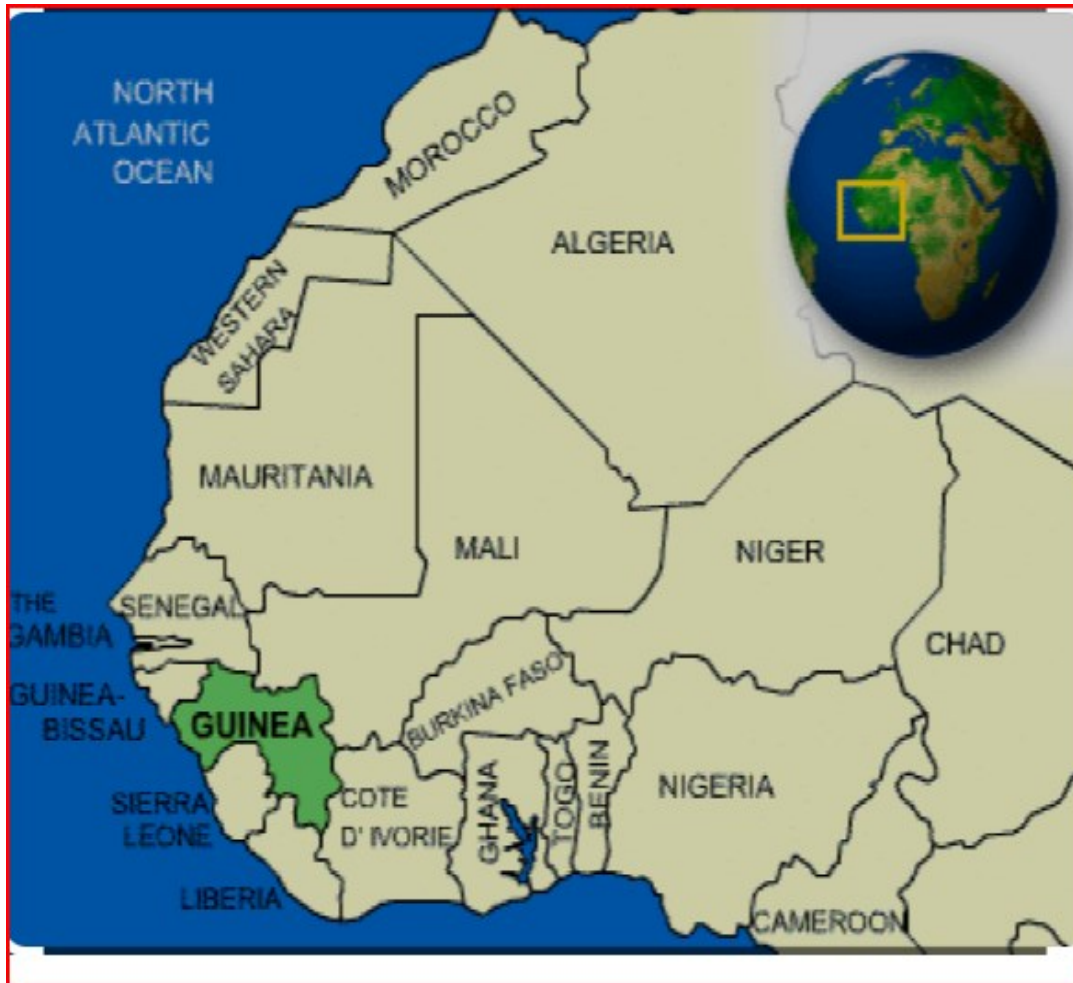 NORTH
ATLANTIC
OCEAN
MOROCCO
ALGERIA
WESTERN
SAHARA
MAURITANIA
MALI
NIGER
CHAD
THE
GAMBIA
SENEGAL
GUINEA-
BISSAU
GUINEA
BURKINA FASO
SIERRA
LEONE
LIBERIA
COTE
D' IVORIE
GHANA
TOGO
BENIN
NIGERIA
CAMEROON